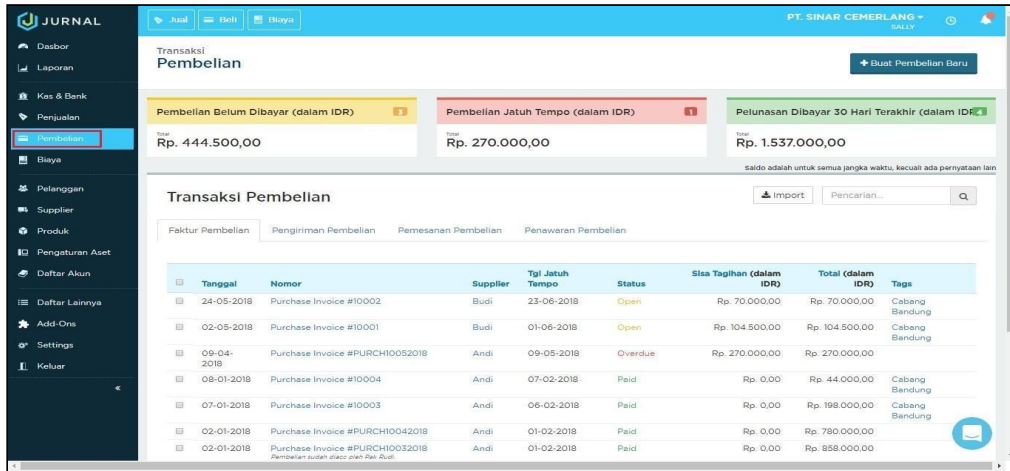 JURNAL
Jual Beli Biaya
PT. SINAR CEMERLANG
SALLY
Dasbor
Laporan
Kas & Bank
Penjualan
Pembelian
Biaya
Pelanggan
Supplier
Produk
Pengaturan Aset
Daftar Akun
Daftar Lainnya
Add-Ons
Settings
Keluar
Transaksi
Pembelian
+ Buat Pembelian Baru
Pembelian Belum Dibayar (dalam IDR) 3
Total
Rp. 444.500,00
Pembelian Jatuh Tempo (dalam IDR) 1
Total
Rp. 270.000,00
Pelunasan Dibayar 30 Hari Terakhir (dalam IDR 4
Total
Rp. 1.537.000,00
Saldo adalah untuk semua jangka waktu, kecuali ada pernyataan lain
Transaksi Pembelian
Import
Pencarian...
Faktur Pembelian Pengiriman Pembelian Pemesanan Pembelian Penawaran Pembelian
Tanggal Nomor Supplier Tgl Jatuh Tempo Status Sisa Tagihan (dalam IDR) Total (dalam IDR) Tags
24-05-2018 Purchase Invoice #10002 Budi 23-06-2018 Open Rp. 70.000,00 Rp. 70.000,00 Cabang Bandung
02-05-2018 Purchase Invoice #10001 Budi 01-06-2018 Open Rp. 104.500,00 Rp. 104.500,00 Cabang Bandung
09-04-2018 Purchase Invoice #PURCH10052018 Andi 09-05-2018 Overdue Rp. 270.000,00 Rp. 270.000,00
08-01-2018 Purchase Invoice #10004 Andi 07-02-2018 Paid Rp. 0,00 Rp. 44.000,00 Cabang Bandung
07-01-2018 Purchase Invoice #10003 Andi 06-02-2018 Paid Rp. 0,00 Rp. 198.000,00 Cabang Bandung
02-01-2018 Purchase Invoice #PURCH10042018 Andi 01-02-2018 Paid Rp. 0,00 Rp. 780.000,00
02-01-2018 Purchase Invoice #PURCH10032018 Andi 01-02-2018 Paid Rp. 0,00 Rp. 858.000,00
Pembelian sudah diacc oleh Pak Rudi.